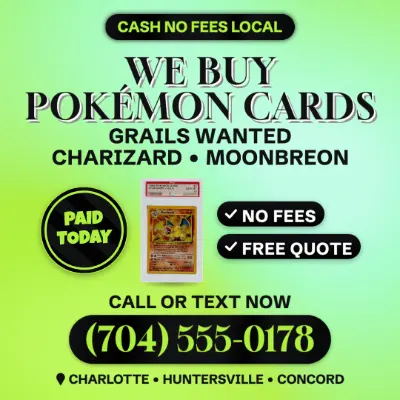 CASH NO FEES LOCAL
WE BUY
POKÉMON CARDS
GRAILS WANTED
CHARIZARD • MOONBREON
PAID
TODAY
NO FEES
FREE QUOTE
CALL OR TEXT NOW
(704) 555-0178
CHARLOTTE • HUNTERSVILLE • CONCORD